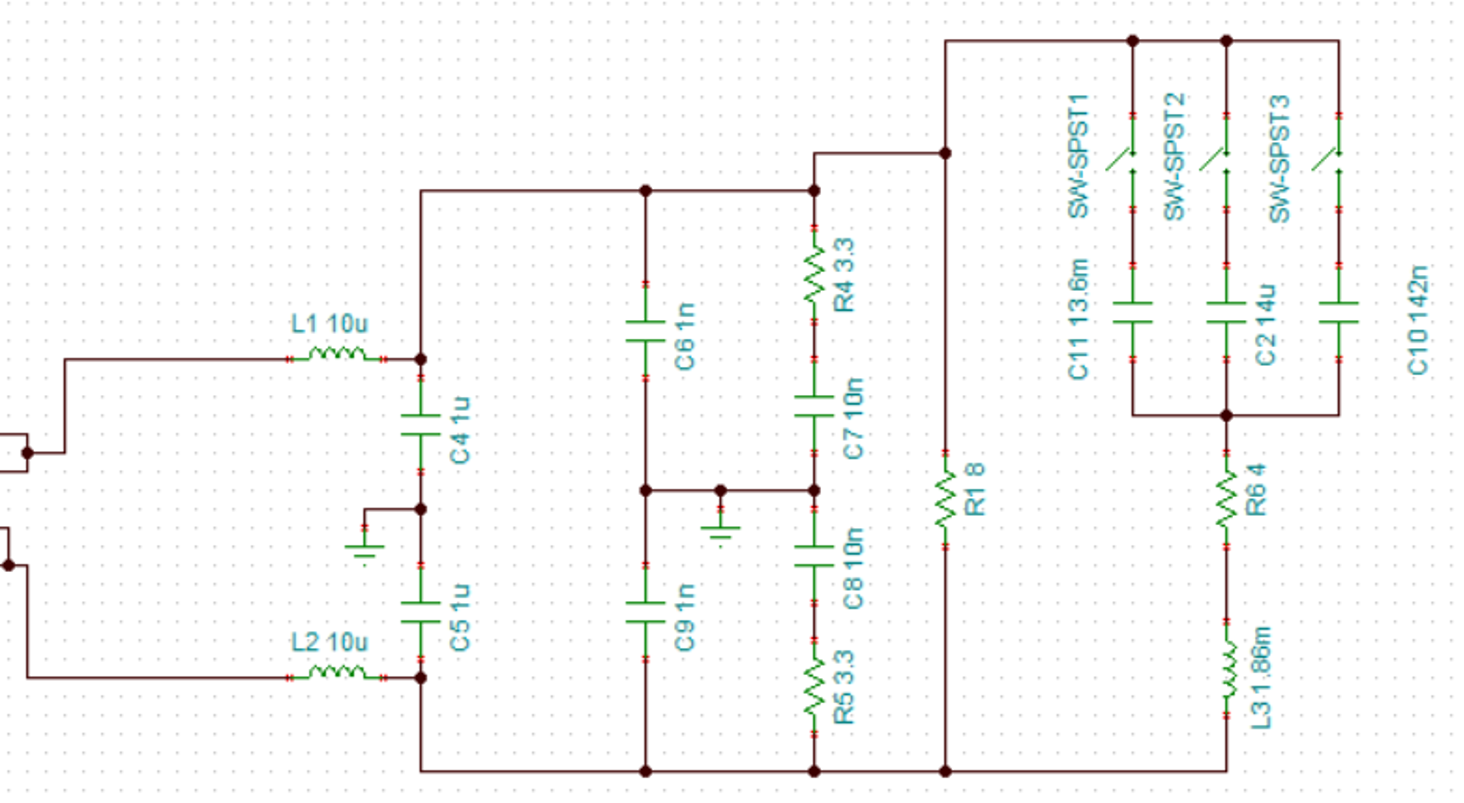 SW-SPST1
SW-SPST2
SW-SPST3
R4 3.3
L1 10u
C6 1n
C11 13.6m
C2 14u
C10 142n
C4 1u
C7 10n
R1 8
R6 4
C8 10n
L2 10u
C5 1u
C9 1n
R5 3.3
L3 1.86m